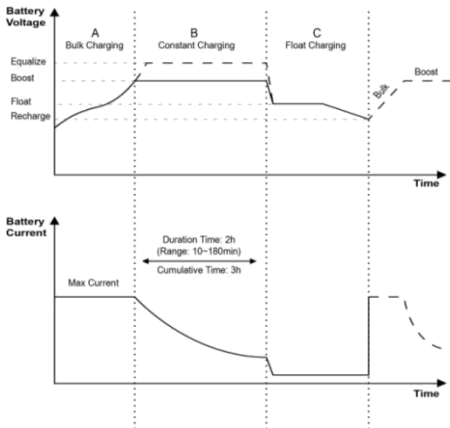 Battery
Voltage
A
Bulk Charging
B
Constant Charging
C
Float Charging
Equalize
Boost
Float
Recharge
Bulk
Boost
Time
Battery
Current
Duration Time: 2h
(Range: 10~180min)
Cumulative Time: 3h
Max Current
Time